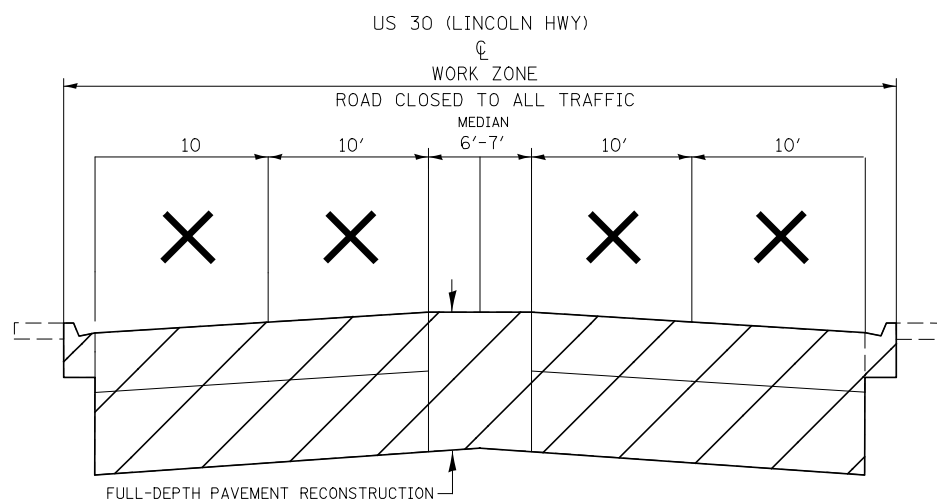 US 30 (LINCOLN HWY)
℄
WORK ZONE
ROAD CLOSED TO ALL TRAFFIC
MEDIAN
10 10' 6'-7' 10' 10'
FULL-DEPTH PAVEMENT RECONSTRUCTION